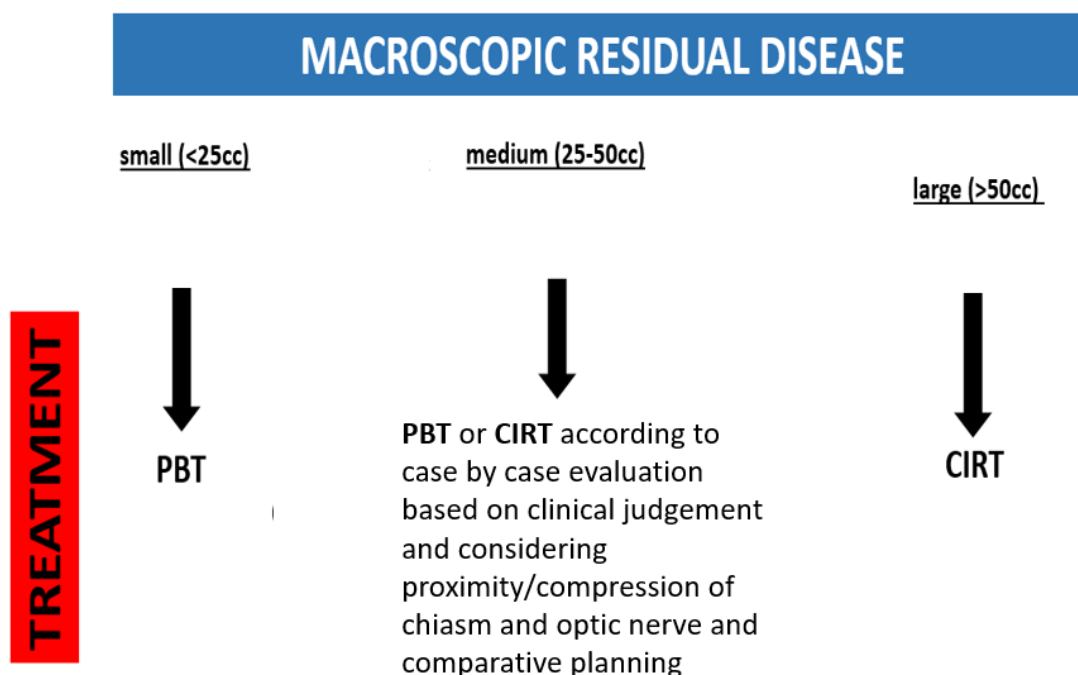 MACROSCOPIC RESIDUAL DISEASE
small (<25cc)
medium (25-50cc)
large (>50cc)
TREATMENT
PBT
PBT or CIRT according to
case by case evaluation
based on clinical judgement
and considering
proximity/compression of
chiasm and optic nerve and
comparative planning
CIRT